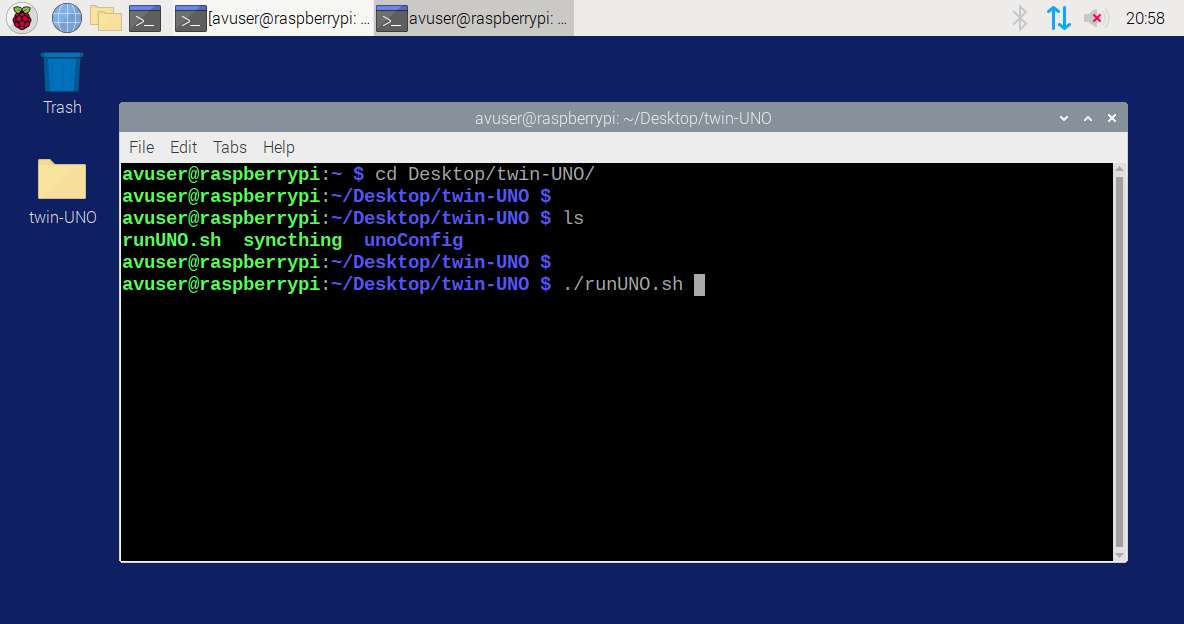 [avuser@raspberrypi: ...
avuser@raspberrypi: ...
20:58
Trash
twin-UNO
avuser@raspberrypi: ~/Desktop/twin-UNO
File Edit Tabs Help
avuser@raspberrypi:~ $ cd Desktop/twin-UNO/
avuser@raspberrypi:~/Desktop/twin-UNO $
avuser@raspberrypi:~/Desktop/twin-UNO $ ls
runUNO.sh  syncthing  unoConfig
avuser@raspberrypi:~/Desktop/twin-UNO $
avuser@raspberrypi:~/Desktop/twin-UNO $ ./runUNO.sh